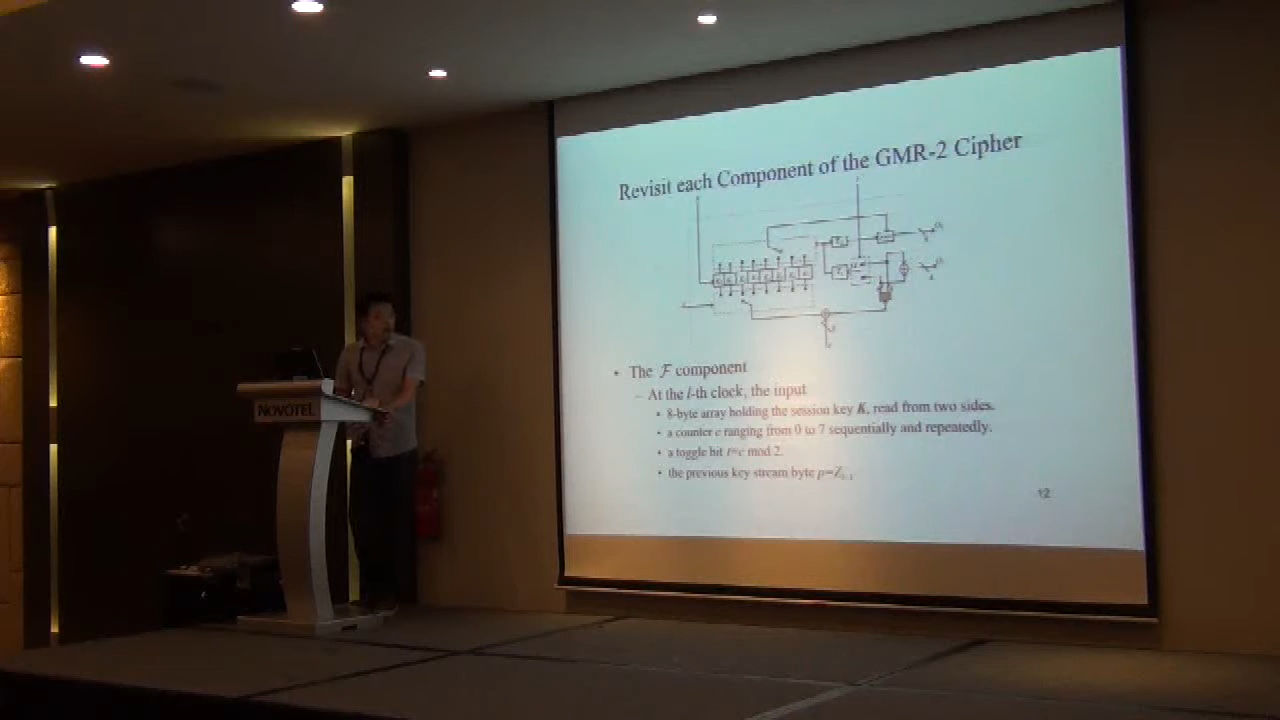 Revisit each Component of the GMR-2 Cipher
• The F component
– At the l-th clock, the input
• 8-byte array holding the session key K, read from two sides.
• a counter c ranging from 0 to 7 sequentially and repeatedly.
• a toggle bit t=c mod 2.
• the previous key stream byte p=Zl-1
12
NOVOTEL